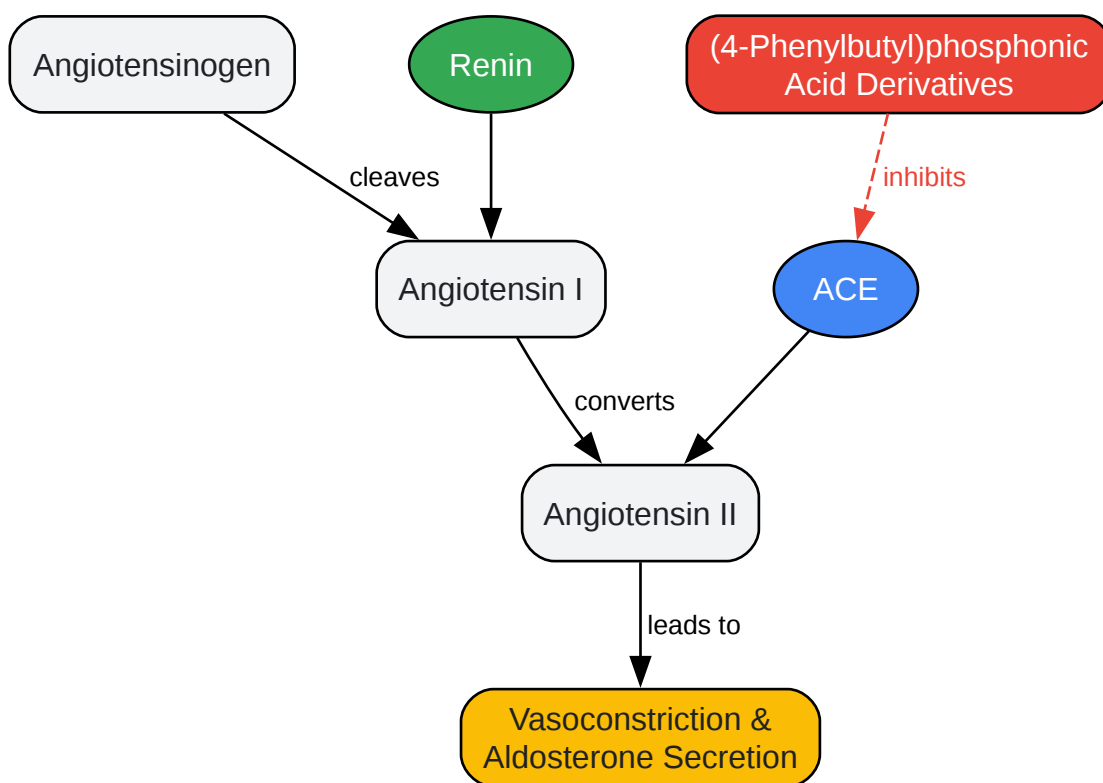 Angiotensinogen
Renin
(4-Phenylbutyl)phosphonic
Acid Derivatives
cleaves
inhibits
Angiotensin I
ACE
converts
Angiotensin II
leads to
Vasoconstriction &
Aldosterone Secretion